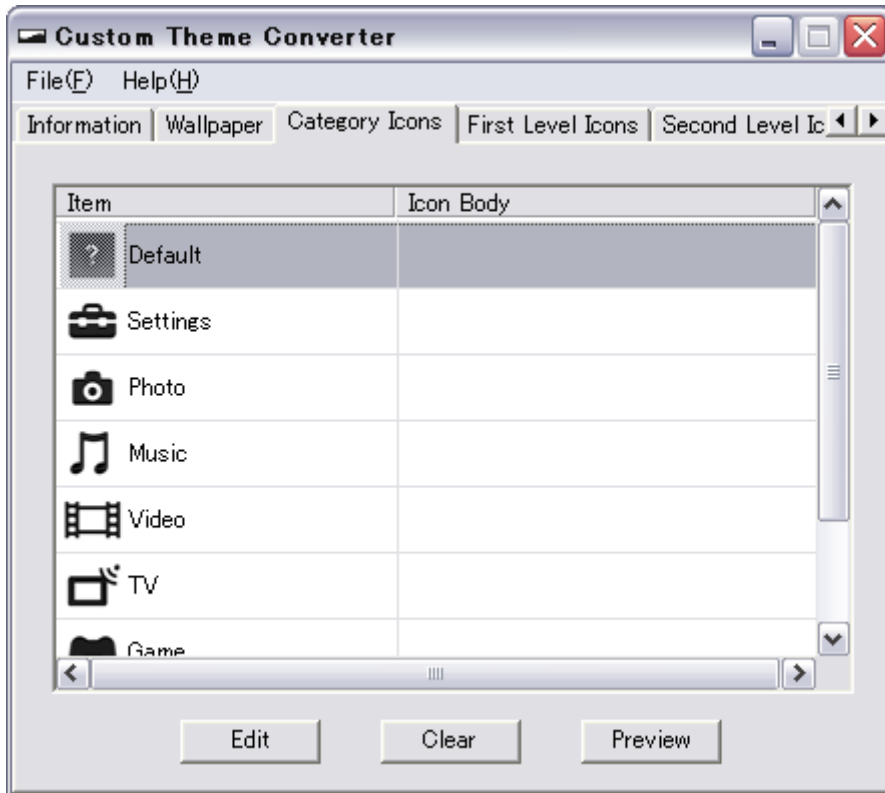 Custom Theme Converter
File(F) Help(H)
Information Wallpaper Category Icons First Level Icons Second Level Ic
Item Icon Body
? Default
Settings
Photo
Music
Video
TV
Game
Edit Clear Preview